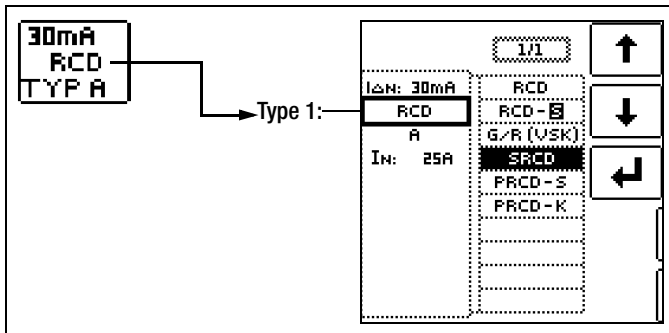 30mA
RCD
TYP A
Type 1:
1/1
IΔN: 30mA
RCD
A
IN: 25A
RCD
RCD-S
G/R (VSK)
SRCD
PRCD-S
PRCD-K